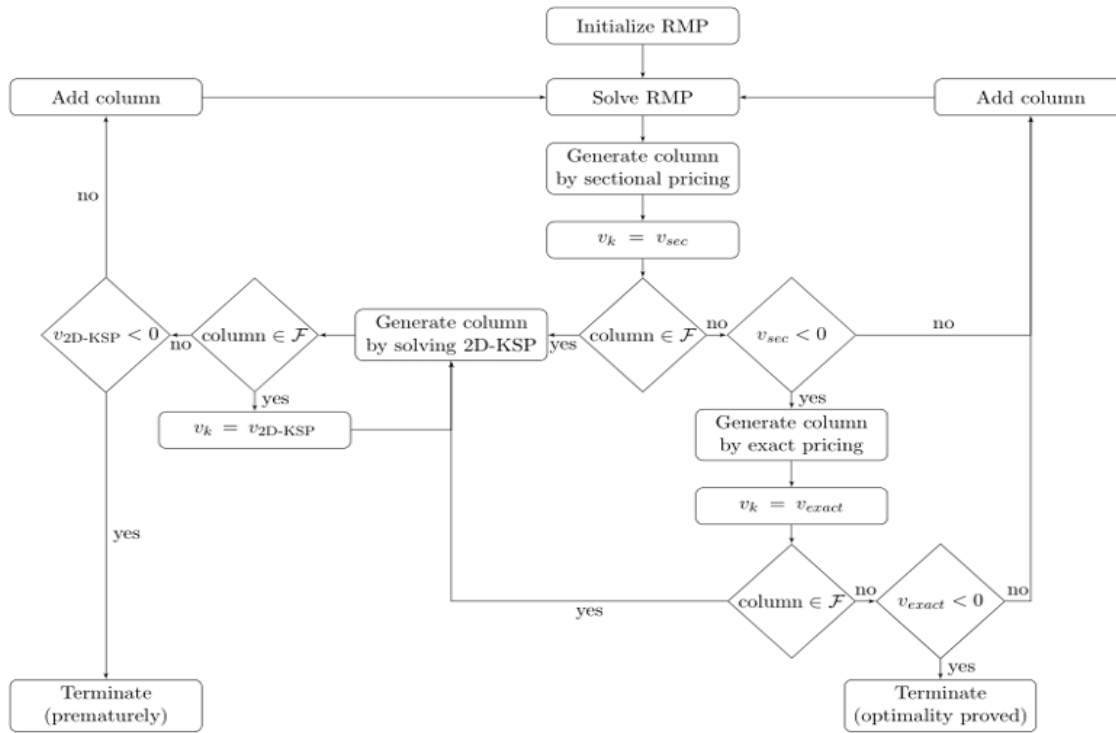 Initialize RMP
Add column
Solve RMP
Add column
Generate column
by sectional pricing
no
v_k = v_sec
v_2D-KSP < 0
no
column ∈ F
Generate column
by solving 2D-KSP
yes
column ∈ F
no
v_sec < 0
no
yes
v_k = v_2D-KSP
yes
Generate column
by exact pricing
v_k = v_exact
yes
yes
column ∈ F
no
v_exact < 0
no
yes
Terminate
(prematurely)
Terminate
(optimality proved)